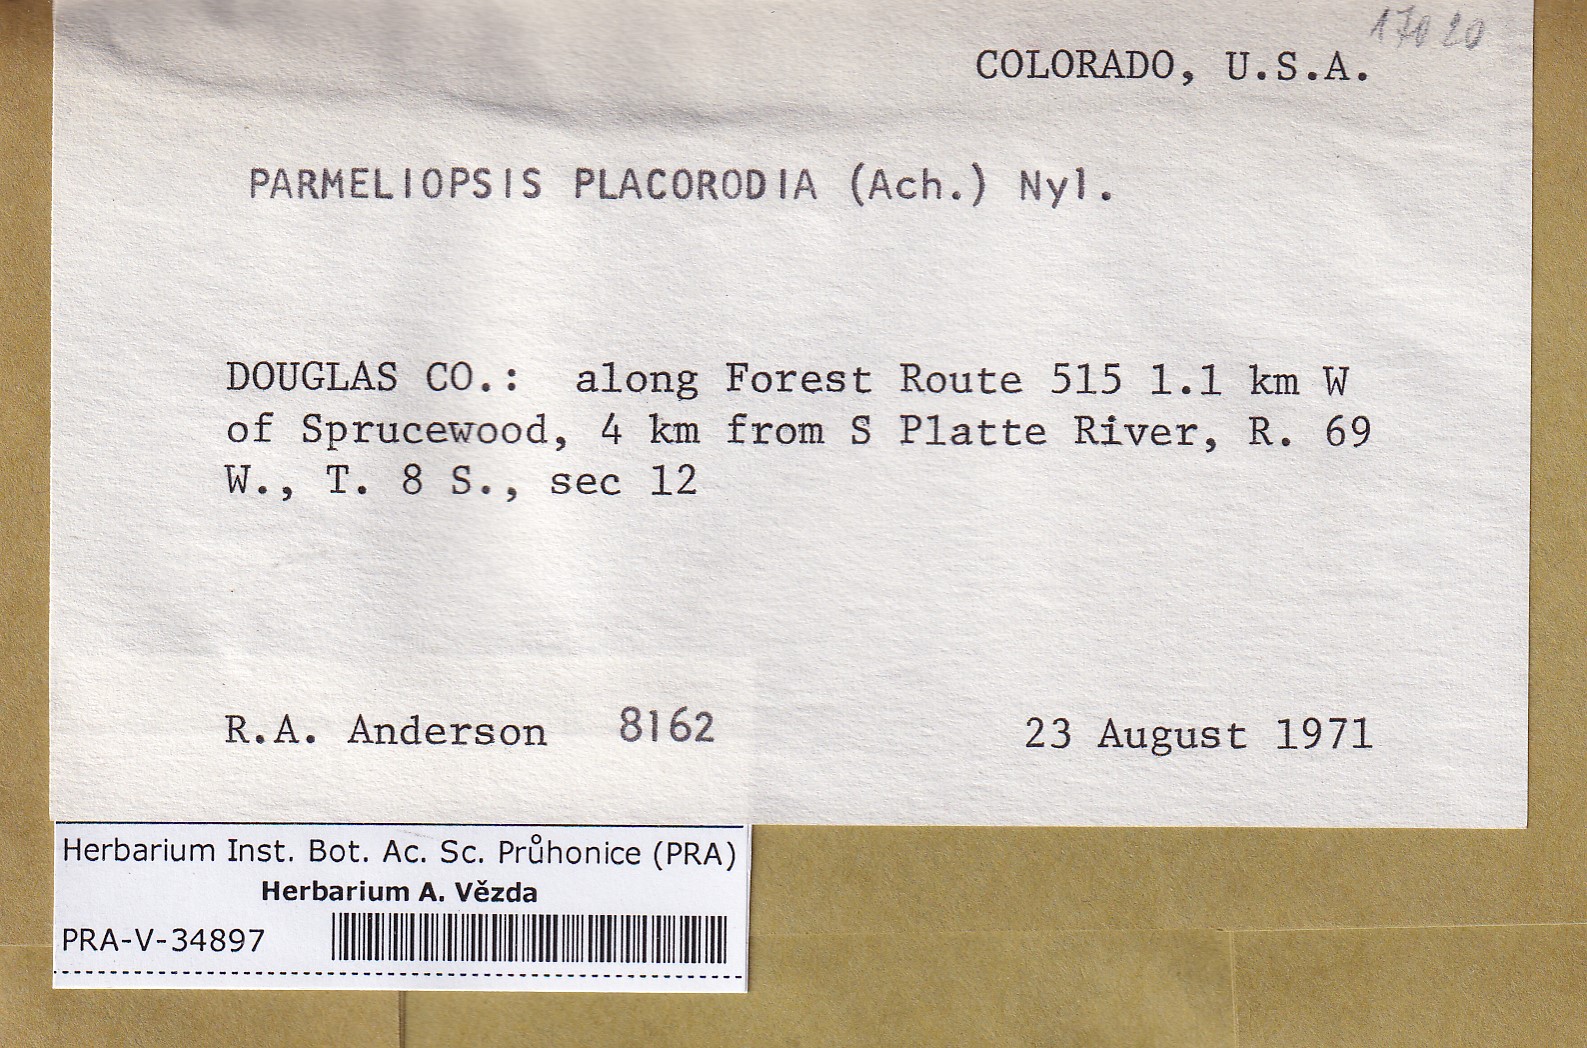 17020
COLORADO, U.S.A.
PARMELIOPSIS PLACORODIA (Ach.) Nyl.
DOUGLAS CO.: along Forest Route 515 1.1 km W
of Sprucewood, 4 km from S Platte River, R. 69
W., T. 8 S., sec 12
R.A. Anderson 8162 23 August 1971
Herbarium Inst. Bot. Ac. Sc. Průhonice (PRA)
Herbarium A. Vězda
PRA-V-34897